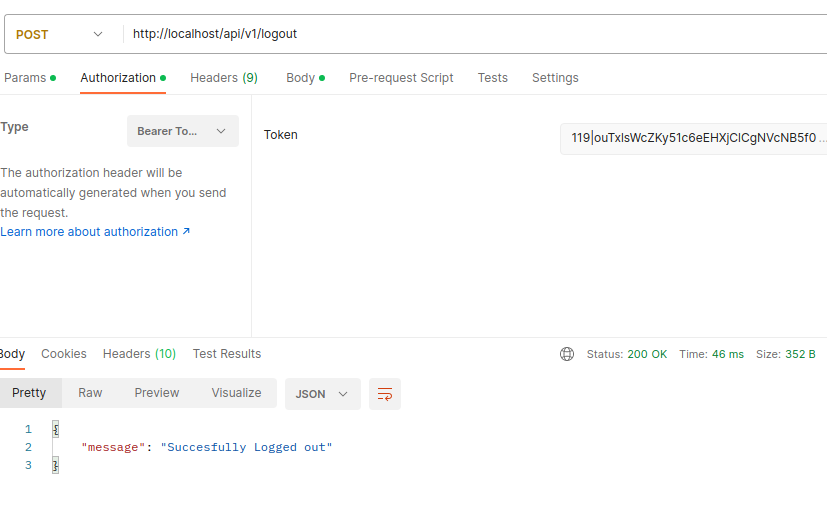 POST http://localhost/api/v1/logout
Params Authorization Headers (9) Body Pre-request Script Tests Settings
Type Bearer To... Token 119|ouTxlsWcZKy51c6eEHXjCICgNVcNB5f0 ...
The authorization header will be
automatically generated when you send
the request.
Learn more about authorization ↗
Body Cookies Headers (10) Test Results Status: 200 OK Time: 46 ms Size: 352 B
Pretty Raw Preview Visualize JSON
1 {
2 "message": "Succesfully Logged out"
3 }